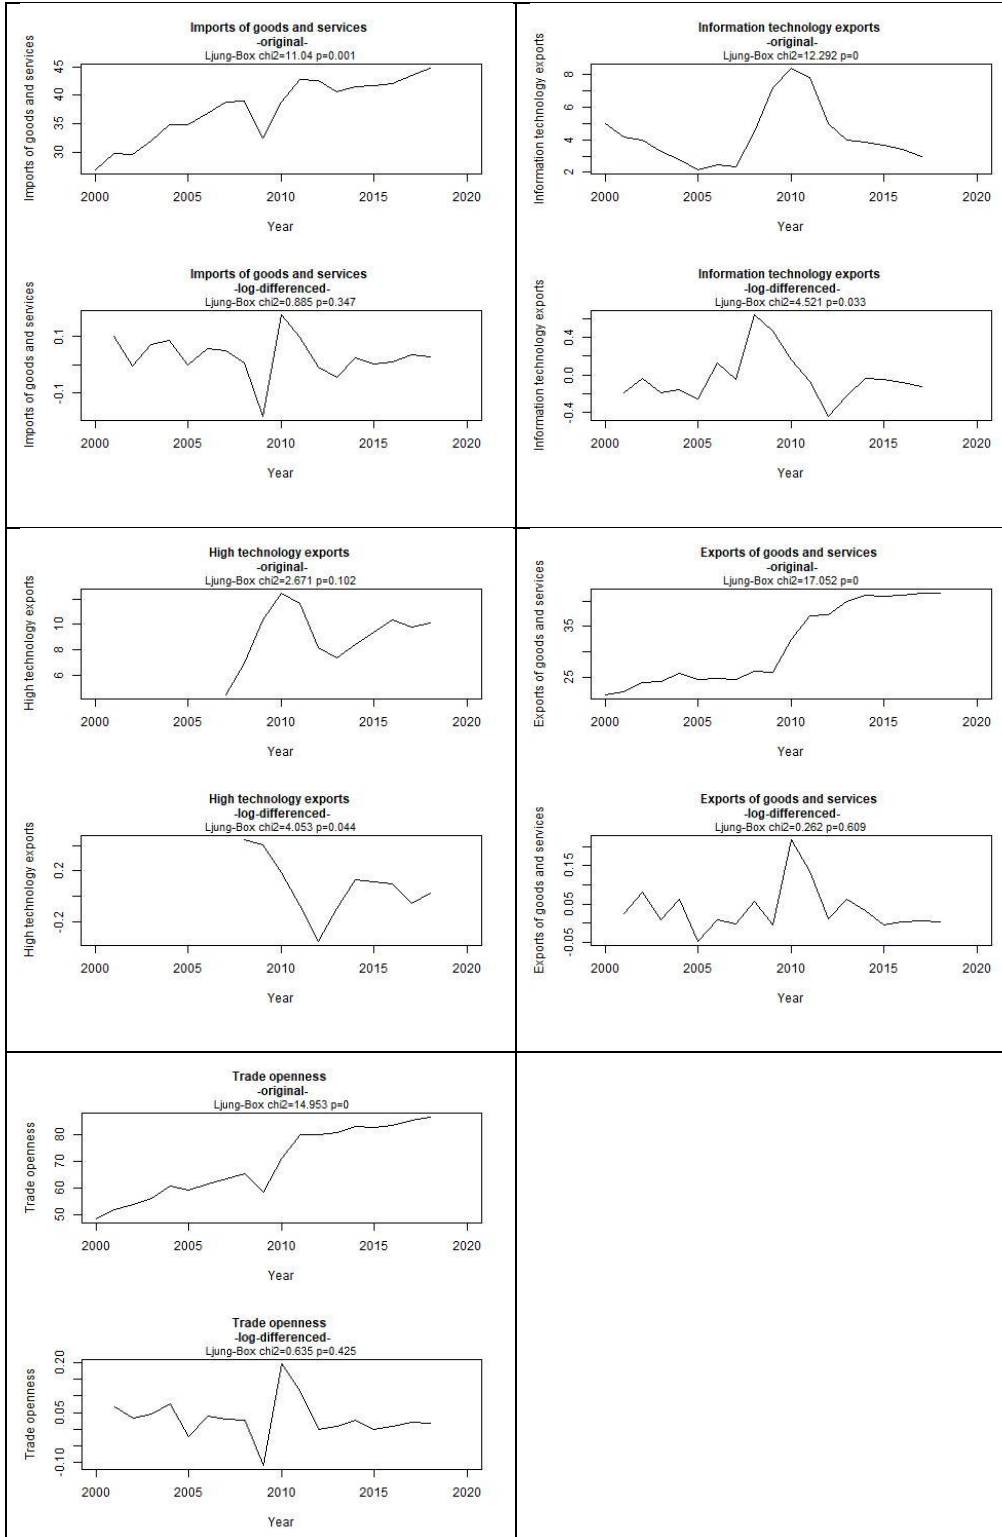 Imports of goods and services
-original-
Ljung-Box chi2=11.04 p=0.001
Imports of goods and services
45
40
35
30
2000 2005 2010 2015 2020
Year
Imports of goods and services
-log-differenced-
Ljung-Box chi2=0.885 p=0.347
Imports of goods and services
0.1
-0.1
2000 2005 2010 2015 2020
Year
Information technology exports
-original-
Ljung-Box chi2=12.292 p=0
Information technology exports
8
6
4
2
2000 2005 2010 2015 2020
Year
Information technology exports
-log-differenced-
Ljung-Box chi2=4.521 p=0.033
Information technology exports
0.4
0.0
-0.4
2000 2005 2010 2015 2020
Year
High technology exports
-original-
Ljung-Box chi2=2.671 p=0.102
High technology exports
10
8
6
2000 2005 2010 2015 2020
Year
High technology exports
-log-differenced-
Ljung-Box chi2=4.053 p=0.044
High technology exports
0.2
-0.2
2000 2005 2010 2015 2020
Year
Exports of goods and services
-original-
Ljung-Box chi2=17.052 p=0
Exports of goods and services
35
25
2000 2005 2010 2015 2020
Year
Exports of goods and services
-log-differenced-
Ljung-Box chi2=0.262 p=0.609
Exports of goods and services
0.15
0.05
-0.05
2000 2005 2010 2015 2020
Year
Trade openness
-original-
Ljung-Box chi2=14.953 p=0
Trade openness
80
70
60
50
2000 2005 2010 2015 2020
Year
Trade openness
-log-differenced-
Ljung-Box chi2=0.635 p=0.425
Trade openness
0.20
0.05
-0.10
2000 2005 2010 2015 2020
Year